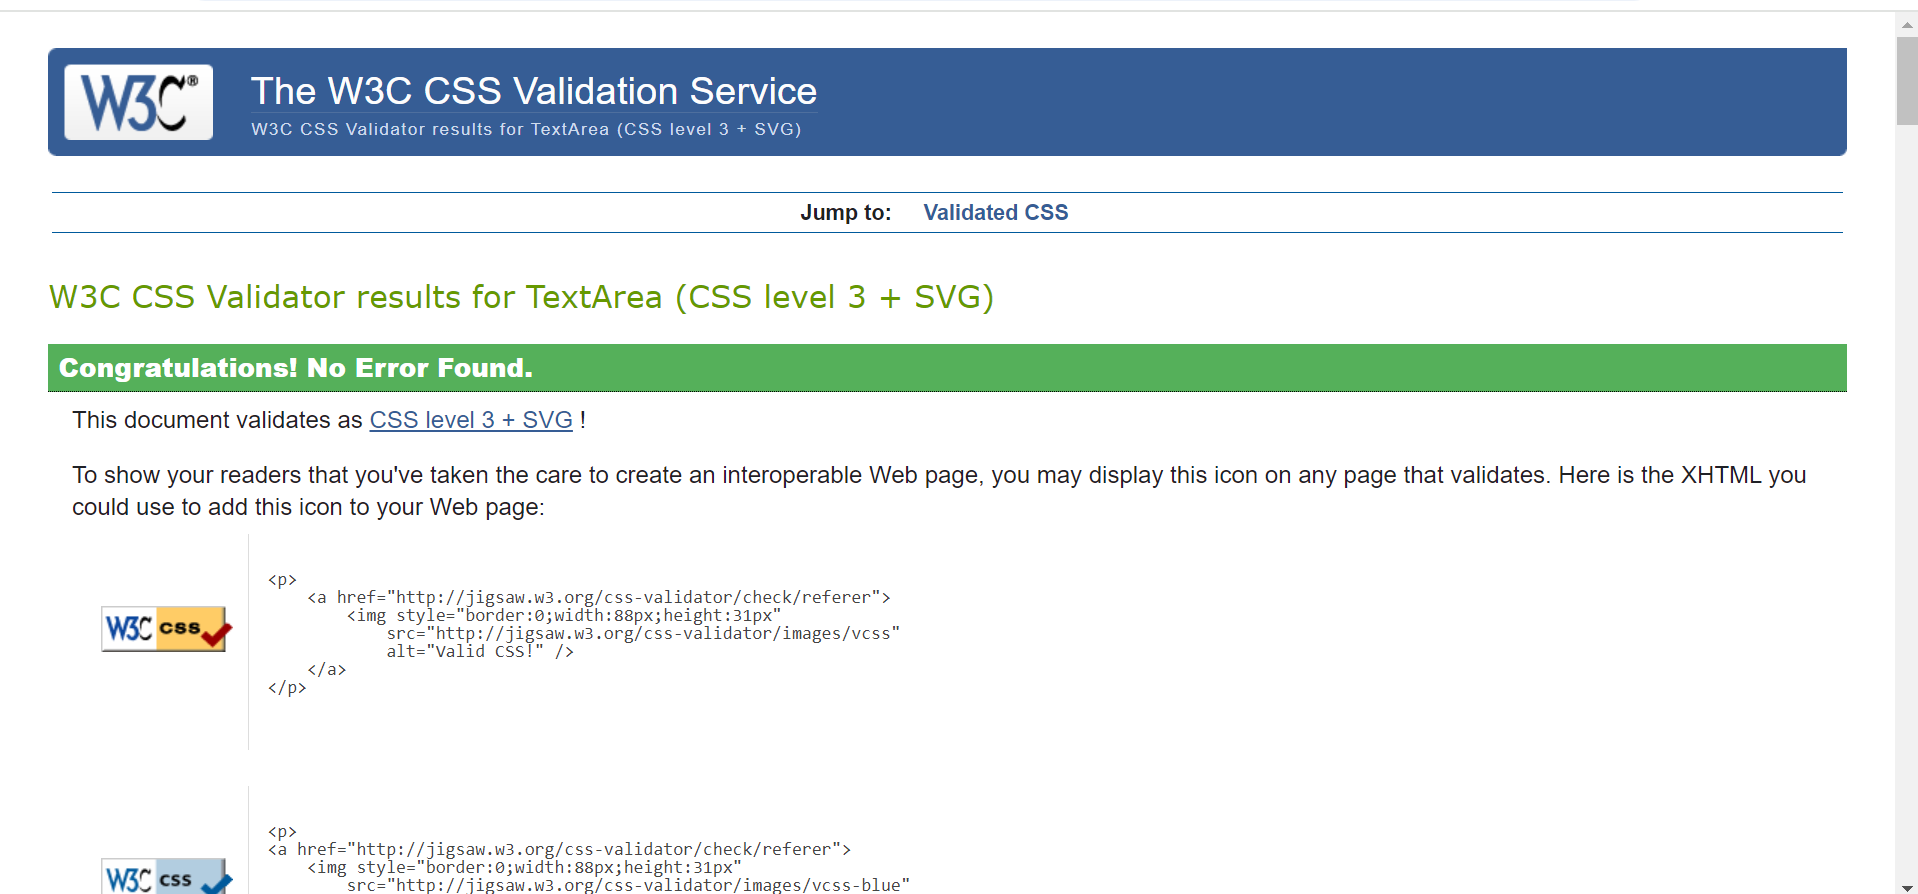 W3C®
The W3C CSS Validation Service
W3C CSS Validator results for TextArea (CSS level 3 + SVG)
Jump to: Validated CSS
W3C CSS Validator results for TextArea (CSS level 3 + SVG)
Congratulations! No Error Found.
This document validates as CSS level 3 + SVG !
To show your readers that you've taken the care to create an interoperable Web page, you may display this icon on any page that validates. Here is the XHTML you
could use to add this icon to your Web page:
W3C css
<p>
    <a href="http://jigsaw.w3.org/css-validator/check/referer">
        <img style="border:0;width:88px;height:31px"
            src="http://jigsaw.w3.org/css-validator/images/vcss"
            alt="Valid CSS!" />
    </a>
</p>
W3C css
<p>
<a href="http://jigsaw.w3.org/css-validator/check/referer">
    <img style="border:0;width:88px;height:31px"
        src="http://jigsaw.w3.org/css-validator/images/vcss-blue"